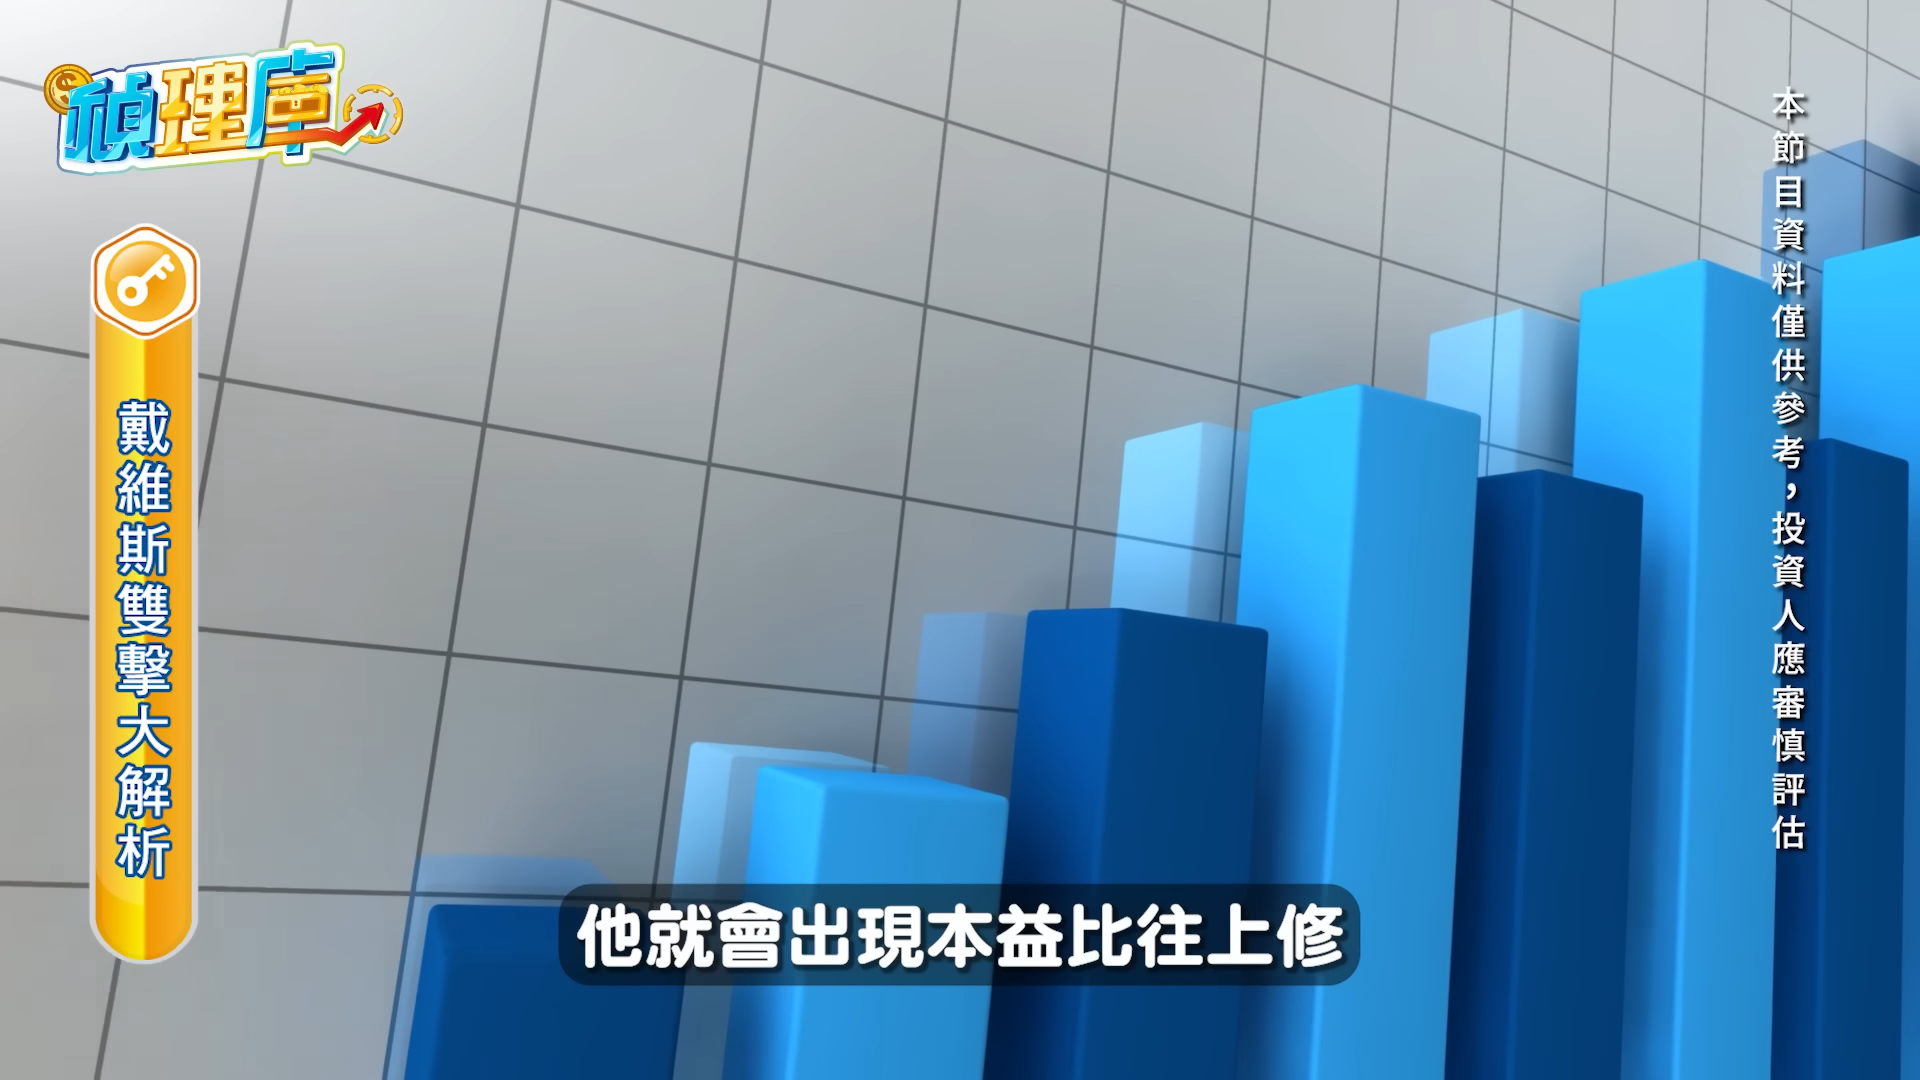 偵理庫
戴維斯雙擊大解析
本節目資料僅供參考，投資人應審慎評估
他就會出現本益比往上修